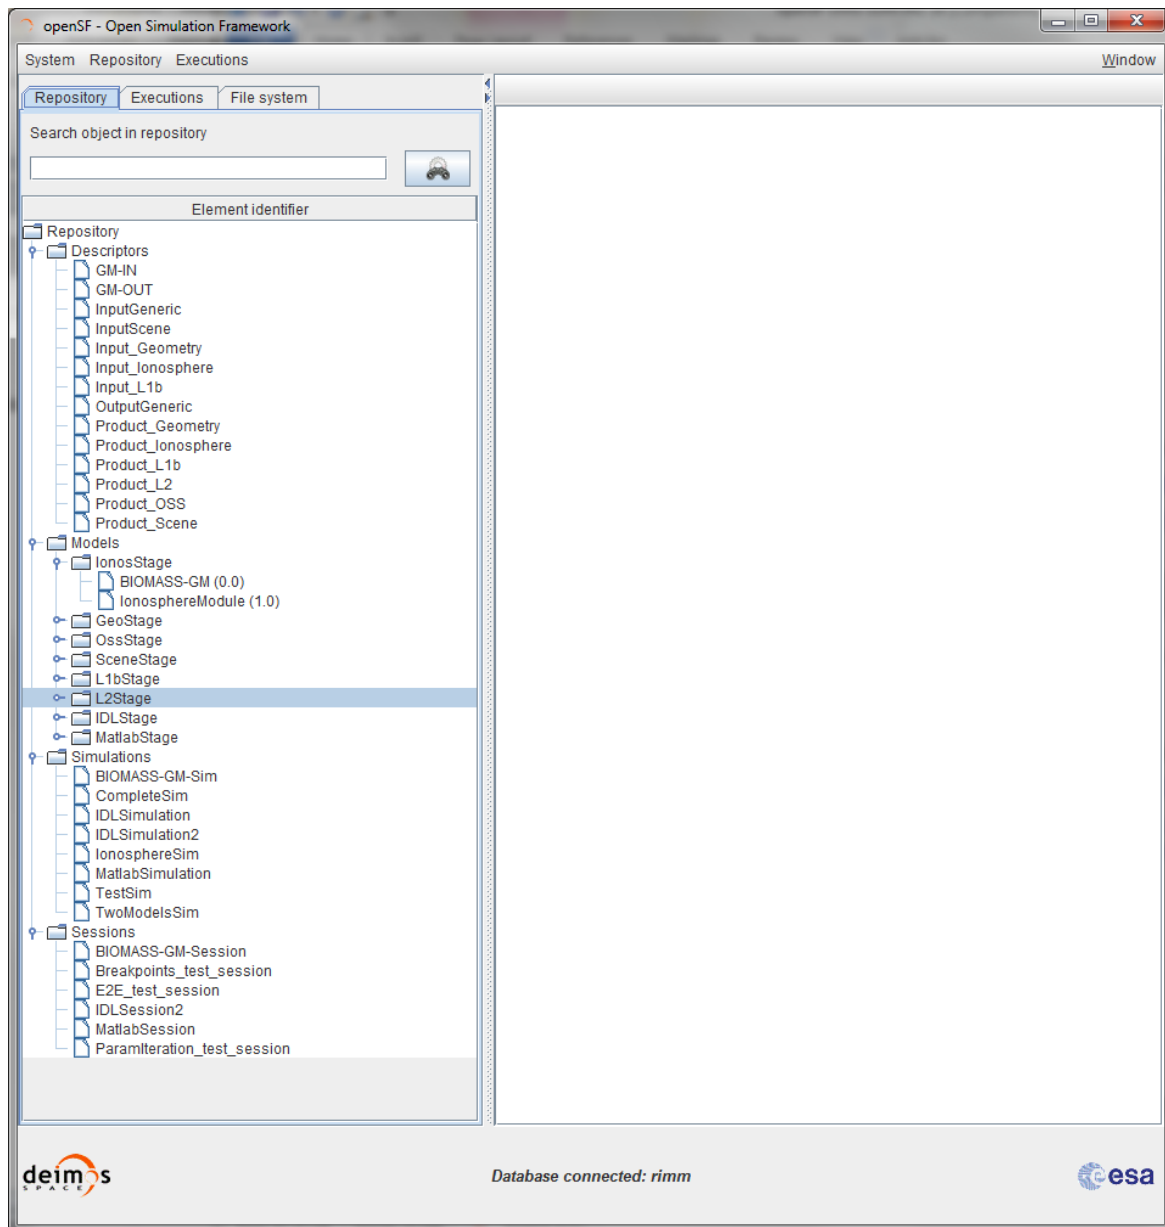 openSF - Open Simulation Framework
System Repository Executions Window
Repository Executions File system
Search object in repository
Element identifier
Repository
Descriptors
GM-IN
GM-OUT
InputGeneric
InputScene
Input_Geometry
Input_Ionosphere
Input_L1b
OutputGeneric
Product_Geometry
Product_Ionosphere
Product_L1b
Product_L2
Product_OSS
Product_Scene
Models
IonosStage
BIOMASS-GM (0.0)
IonosphereModule (1.0)
GeoStage
OssStage
SceneStage
L1bStage
L2Stage
IDLStage
MatlabStage
Simulations
BIOMASS-GM-Sim
CompleteSim
IDLSimulation
IDLSimulation2
IonosphereSim
MatlabSimulation
TestSim
TwoModelsSim
Sessions
BIOMASS-GM-Session
Breakpoints_test_session
E2E_test_session
IDLSession2
MatlabSession
ParamIteration_test_session
deimos
SPACE
Database connected: rimm
esa